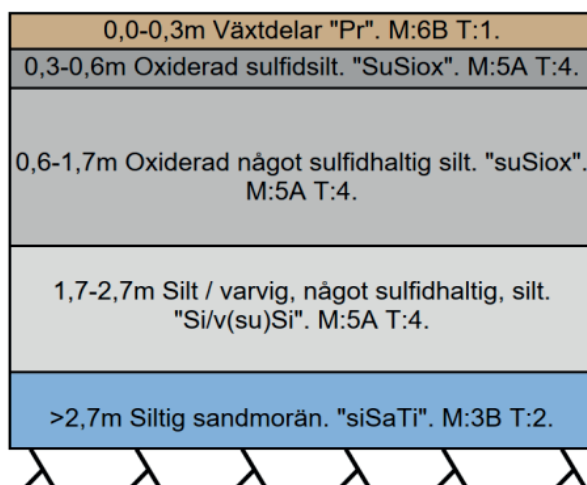 0,0-0,3m Växtdelar "Pr". M:6B T:1.
0,3-0,6m Oxiderad sulfidsilt. "SuSiox". M:5A T:4.
0,6-1,7m Oxiderad något sulfidhaltig silt. "suSiox".
M:5A T:4.
1,7-2,7m Silt / varvig, något sulfidhaltig, silt.
"Si/v(su)Si". M:5A T:4.
>2,7m Siltig sandmorän. "siSaTi". M:3B T:2.